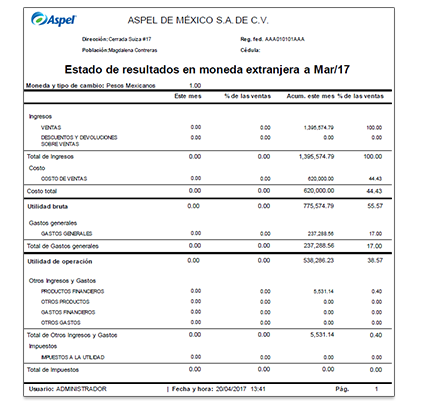 Aspel
ASPEL DE MÉXICO S.A. DE C.V.
Dirección: Cerrada Suiza #17 Reg. fed. AAA010101AAA
Población: Magdalena Contreras Cédula:
Estado de resultados en moneda extranjera a Mar/17
Moneda y tipo de cambio: Pesos Mexicanos 1.00
Este mes % de las ventas Acum. este mes % de las ventas
Ingresos
VENTAS 0.00 0.00 1,395,574.79 100.00
DESCUENTOS Y DEVOLUCIONES 0.00 0.00 0.00 0.00
SOBRE VENTAS
Total de Ingresos 0.00 0.00 1,395,574.79 100.00
Costo
COSTO DE VENTAS 0.00 0.00 620,000.00 44.43
Costo total 0.00 0.00 620,000.00 44.43
Utilidad bruta 0.00 0.00 775,574.79 55.57
Gastos generales
GASTOS GENERALES 0.00 0.00 237,288.56 17.00
Total de Gastos generales 0.00 0.00 237,288.56 17.00
Utilidad de operación 0.00 0.00 538,286.23 38.57
Otros Ingresos y Gastos
PRODUCTOS FINANCIEROS 0.00 0.00 5,531.14 0.40
OTROS PRODUCTOS 0.00 0.00 0.00 0.00
GASTOS FINANCIEROS 0.00 0.00 0.00 0.00
OTROS GASTOS 0.00 0.00 0.00 0.00
Total de Otros Ingresos y Gastos 0.00 0.00 5,531.14 0.40
Impuestos
IMPUESTOS A LA UTILIDAD 0.00 0.00 0.00 0.00
Total de Impuestos 0.00 0.00 0.00 0.00
Usuario: ADMINISTRADOR | Fecha y hora: 20/04/2017 13:41 Pág. 1